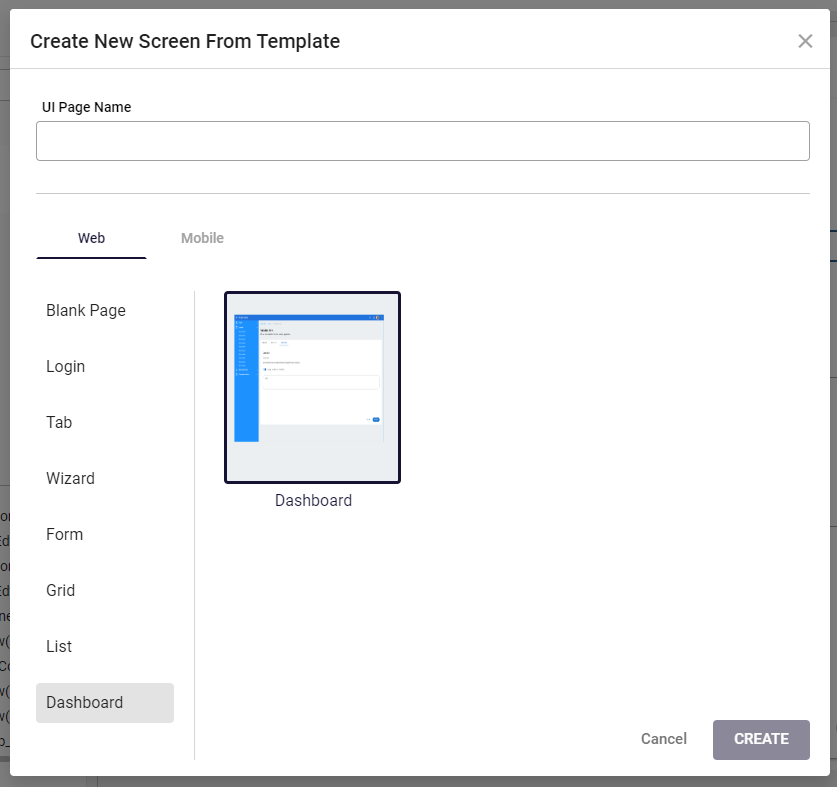 Create New Screen From Template
UI Page Name
Web
Mobile
Blank Page
Login
Tab
Wizard
Form
Grid
List
Dashboard
Dashboard
Cancel
CREATE